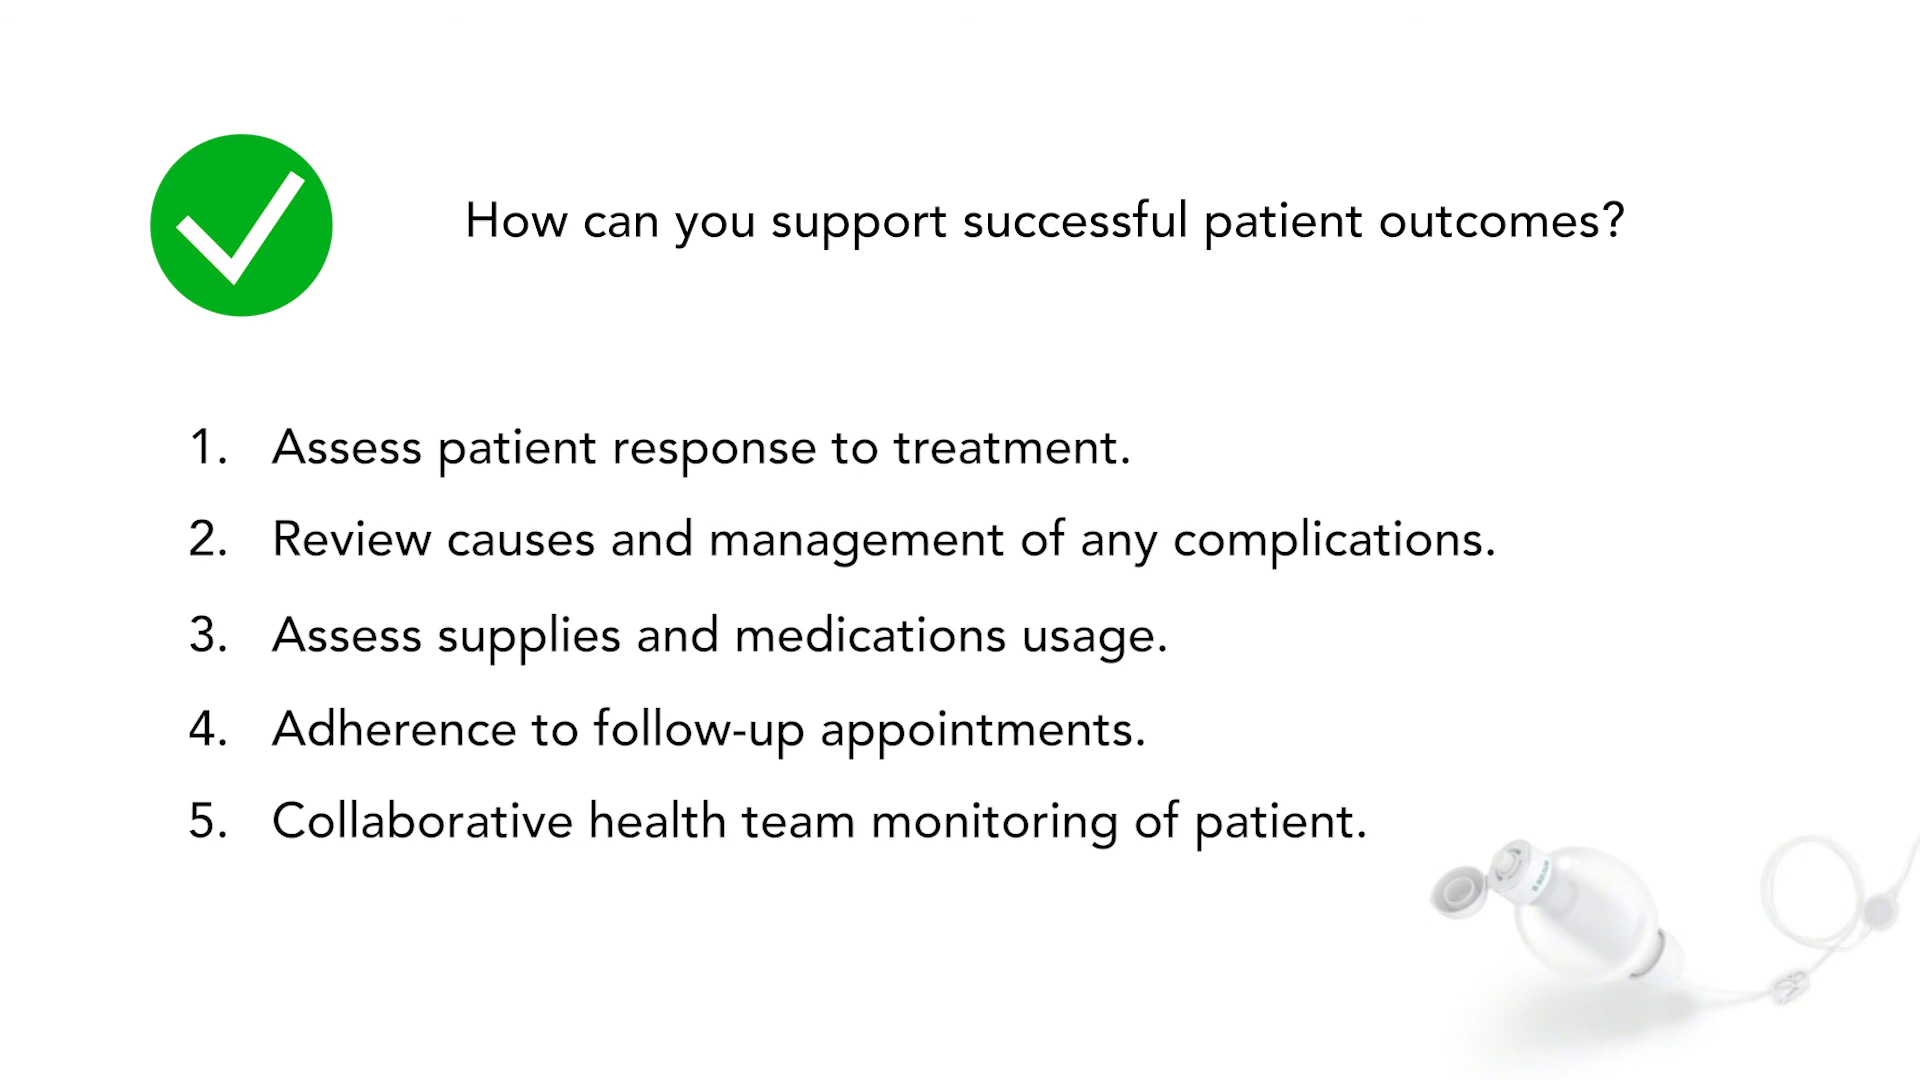 How can you support successful patient outcomes?
1. Assess patient response to treatment.
2. Review causes and management of any complications.
3. Assess supplies and medications usage.
4. Adherence to follow-up appointments.
5. Collaborative health team monitoring of patient.
B BRAUN